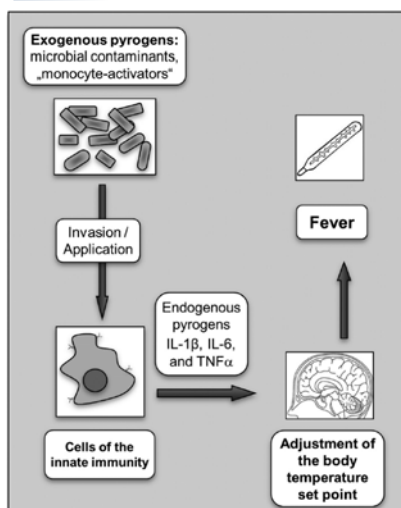 Exogenous pyrogens:
microbial contaminants,
„monocyte-activators“
Invasion /
Application
Endogenous
pyrogens
IL-1β, IL-6,
and TNFα
Cells of the
innate immunity
Fever
Adjustment of
the body
temperature
set point